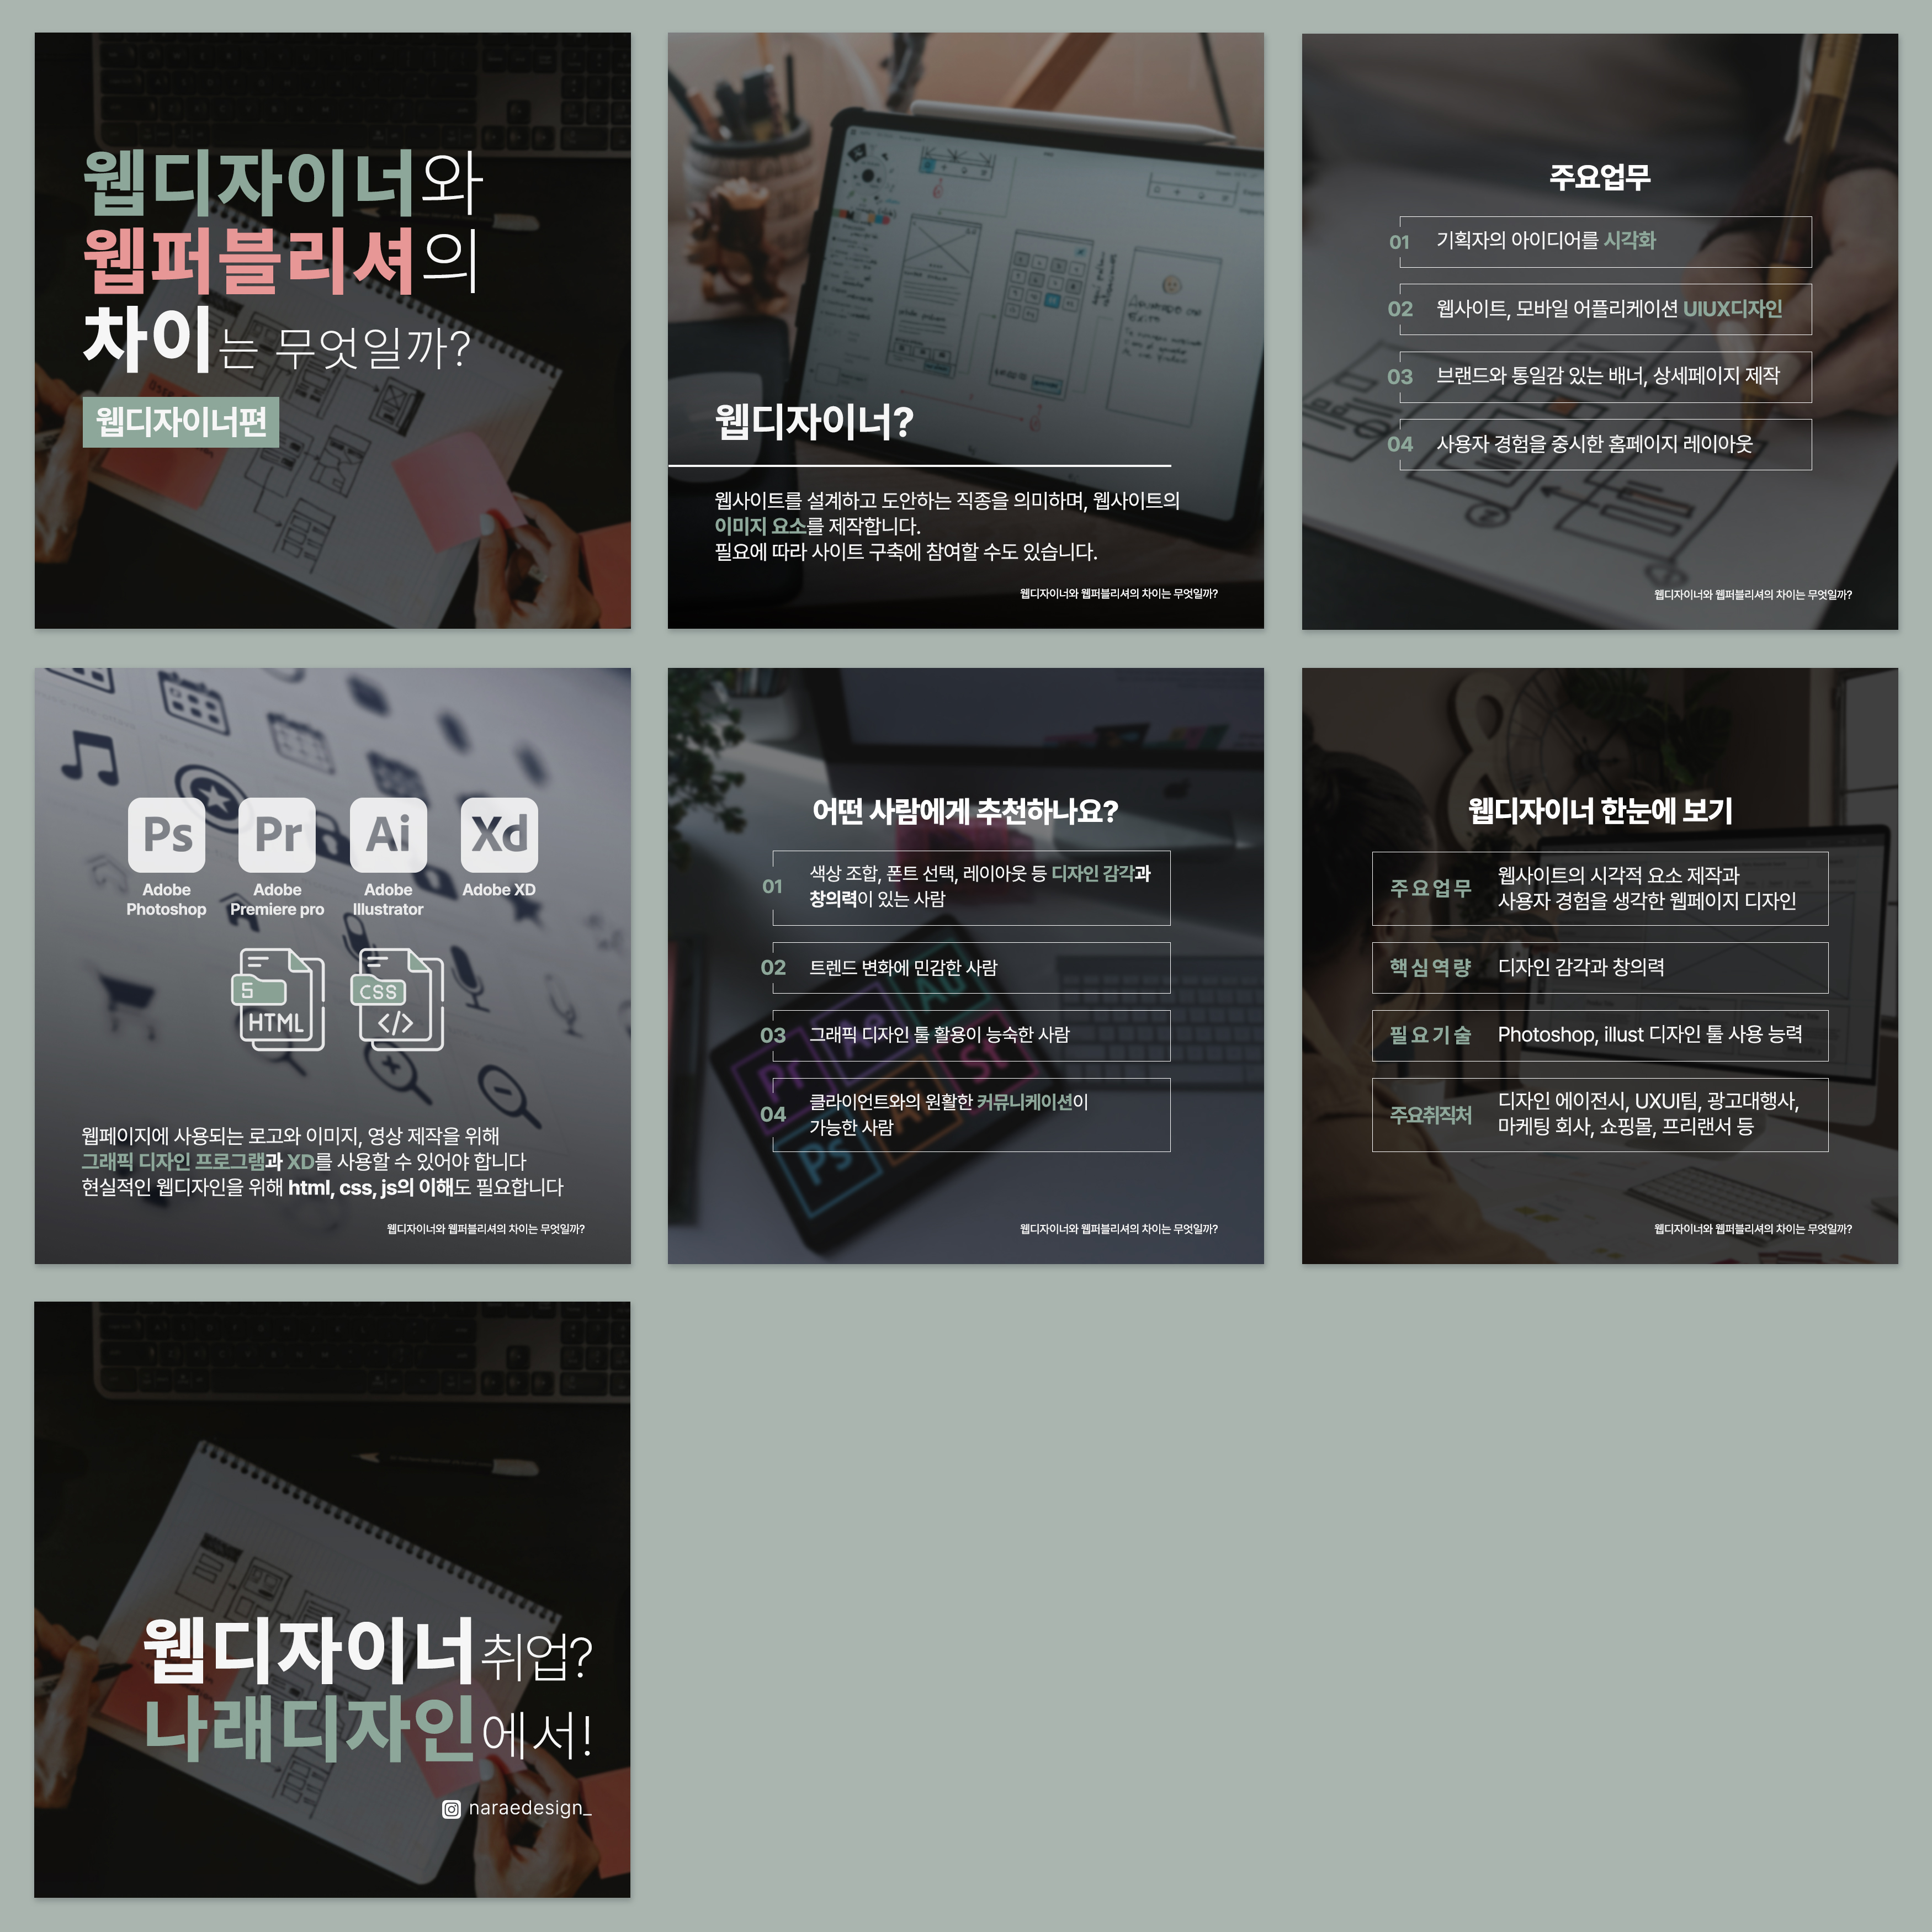 웹디자이너와
웹퍼블리셔의
차이는 무엇일까?
웹디자이너편
웹디자이너?
웹사이트를 설계하고 도안하는 직종을 의미하며, 웹사이트의
이미지 요소를 제작합니다.
필요에 따라 사이트 구축에 참여할 수도 있습니다.
웹디자이너와 웹퍼블리셔의 차이는 무엇일까?
주요업무
01 기획자의 아이디어를 시각화
02 웹사이트, 모바일 어플리케이션 UIUX디자인
03 브랜드와 통일감 있는 배너, 상세페이지 제작
04 사용자 경험을 중시한 홈페이지 레이아웃
웹디자이너와 웹퍼블리셔의 차이는 무엇일까?
Ps Pr Ai Xd
Adobe Photoshop
Adobe Premiere pro
Adobe Illustrator
Adobe XD
5 HTML
CSS </>
웹페이지에 사용되는 로고와 이미지, 영상 제작을 위해
그래픽 디자인 프로그램과 XD를 사용할 수 있어야 합니다
현실적인 웹디자인을 위해 html, css, js의 이해도 필요합니다
웹디자이너와 웹퍼블리셔의 차이는 무엇일까?
어떤 사람에게 추천하나요?
01 색상 조합, 폰트 선택, 레이아웃 등 디자인 감각과
창의력이 있는 사람
02 트렌드 변화에 민감한 사람
03 그래픽 디자인 툴 활용이 능숙한 사람
04 클라이언트와의 원활한 커뮤니케이션이
가능한 사람
Au
Pr Ae St
Ps Ai
웹디자이너와 웹퍼블리셔의 차이는 무엇일까?
웹디자이너 한눈에 보기
주요업무 웹사이트의 시각적 요소 제작과
사용자 경험을 생각한 웹페이지 디자인
핵심역량 디자인 감각과 창의력
필요기술 Photoshop, illust 디자인 툴 사용 능력
주요취직처 디자인 에이전시, UXUI팀, 광고대행사,
마케팅 회사, 쇼핑몰, 프리랜서 등
웹디자이너와 웹퍼블리셔의 차이는 무엇일까?
웹디자이너 취업?
나래디자인에서!
naraedesign_